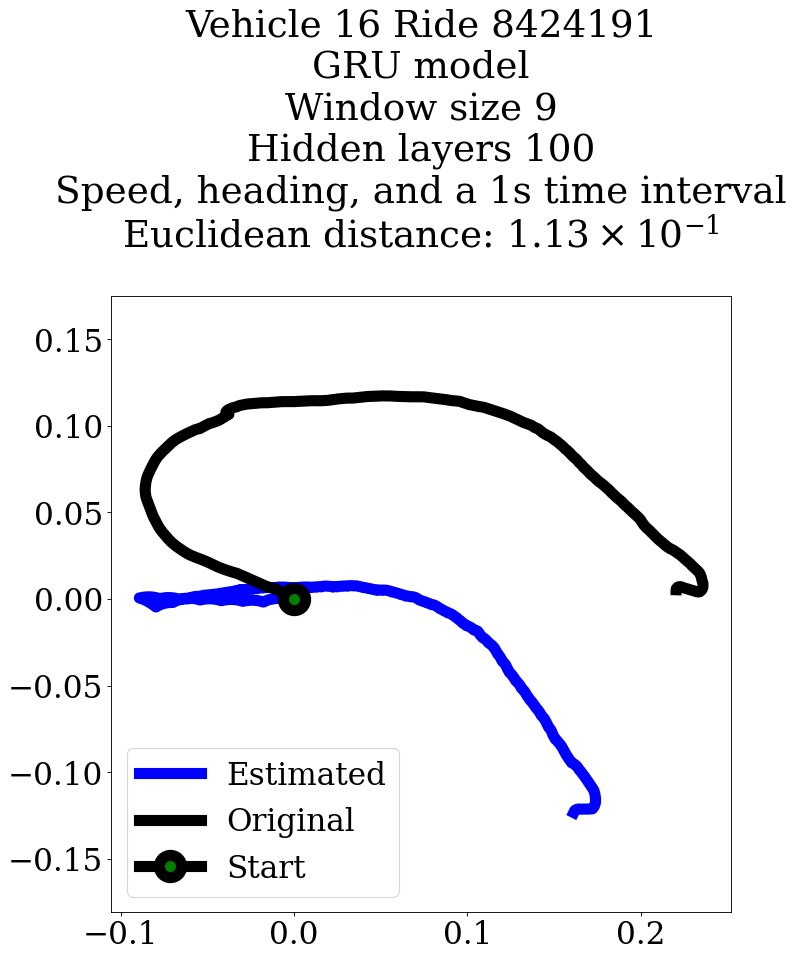 Vehicle 16 Ride 8424191
GRU model
Window size 9
Hidden layers 100
Speed, heading, and a 1s time interval
Euclidean distance: 1.13 × 10⁻¹
0.15
0.10
0.05
0.00
−0.05
−0.10
−0.15
Estimated
Original
Start
−0.1
0.0
0.1
0.2